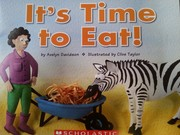 It's Time
to Eat!
by Avelyn Davidson • Illustrated by Clive Taylor
SCHOLASTIC